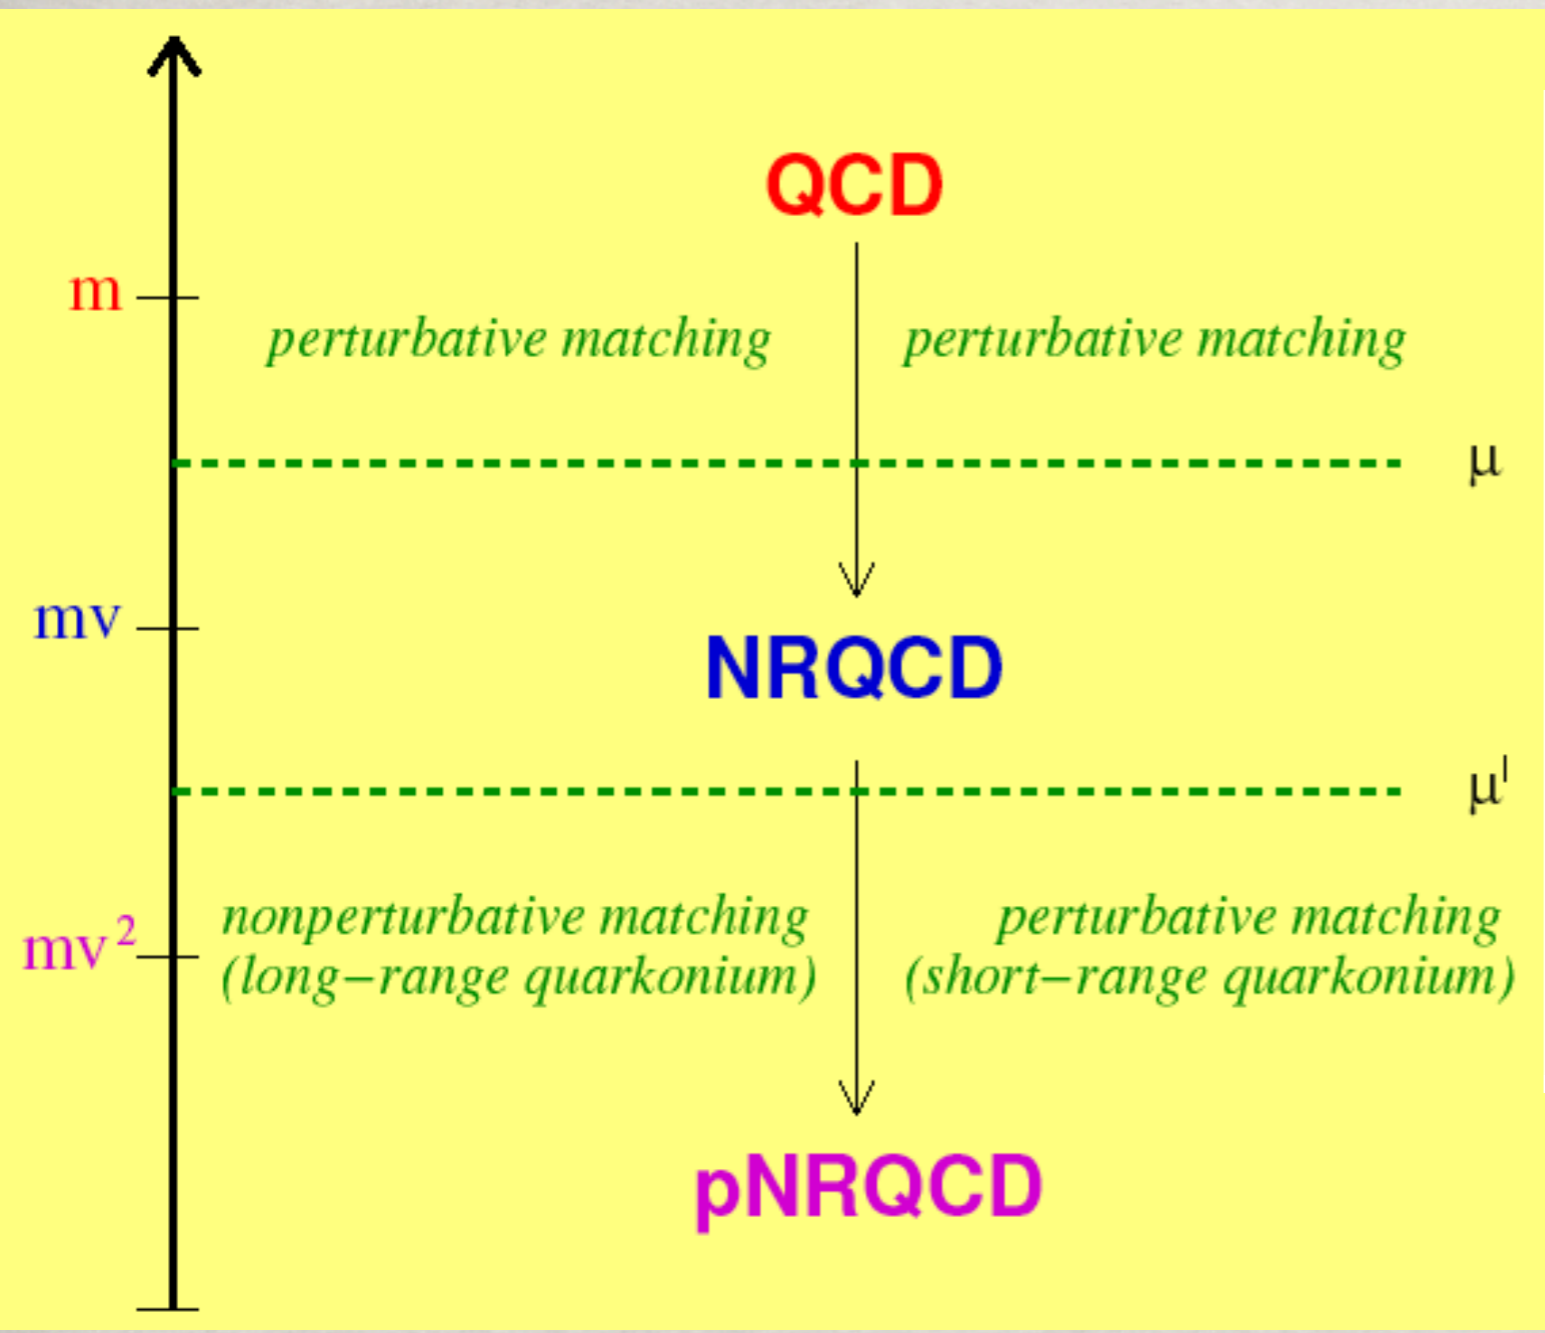 QCD
m
perturbative matching perturbative matching
μ
mv
NRQCD
μ'
nonperturbative matching perturbative matching
mv²
(long−range quarkonium) (short−range quarkonium)
pNRQCD